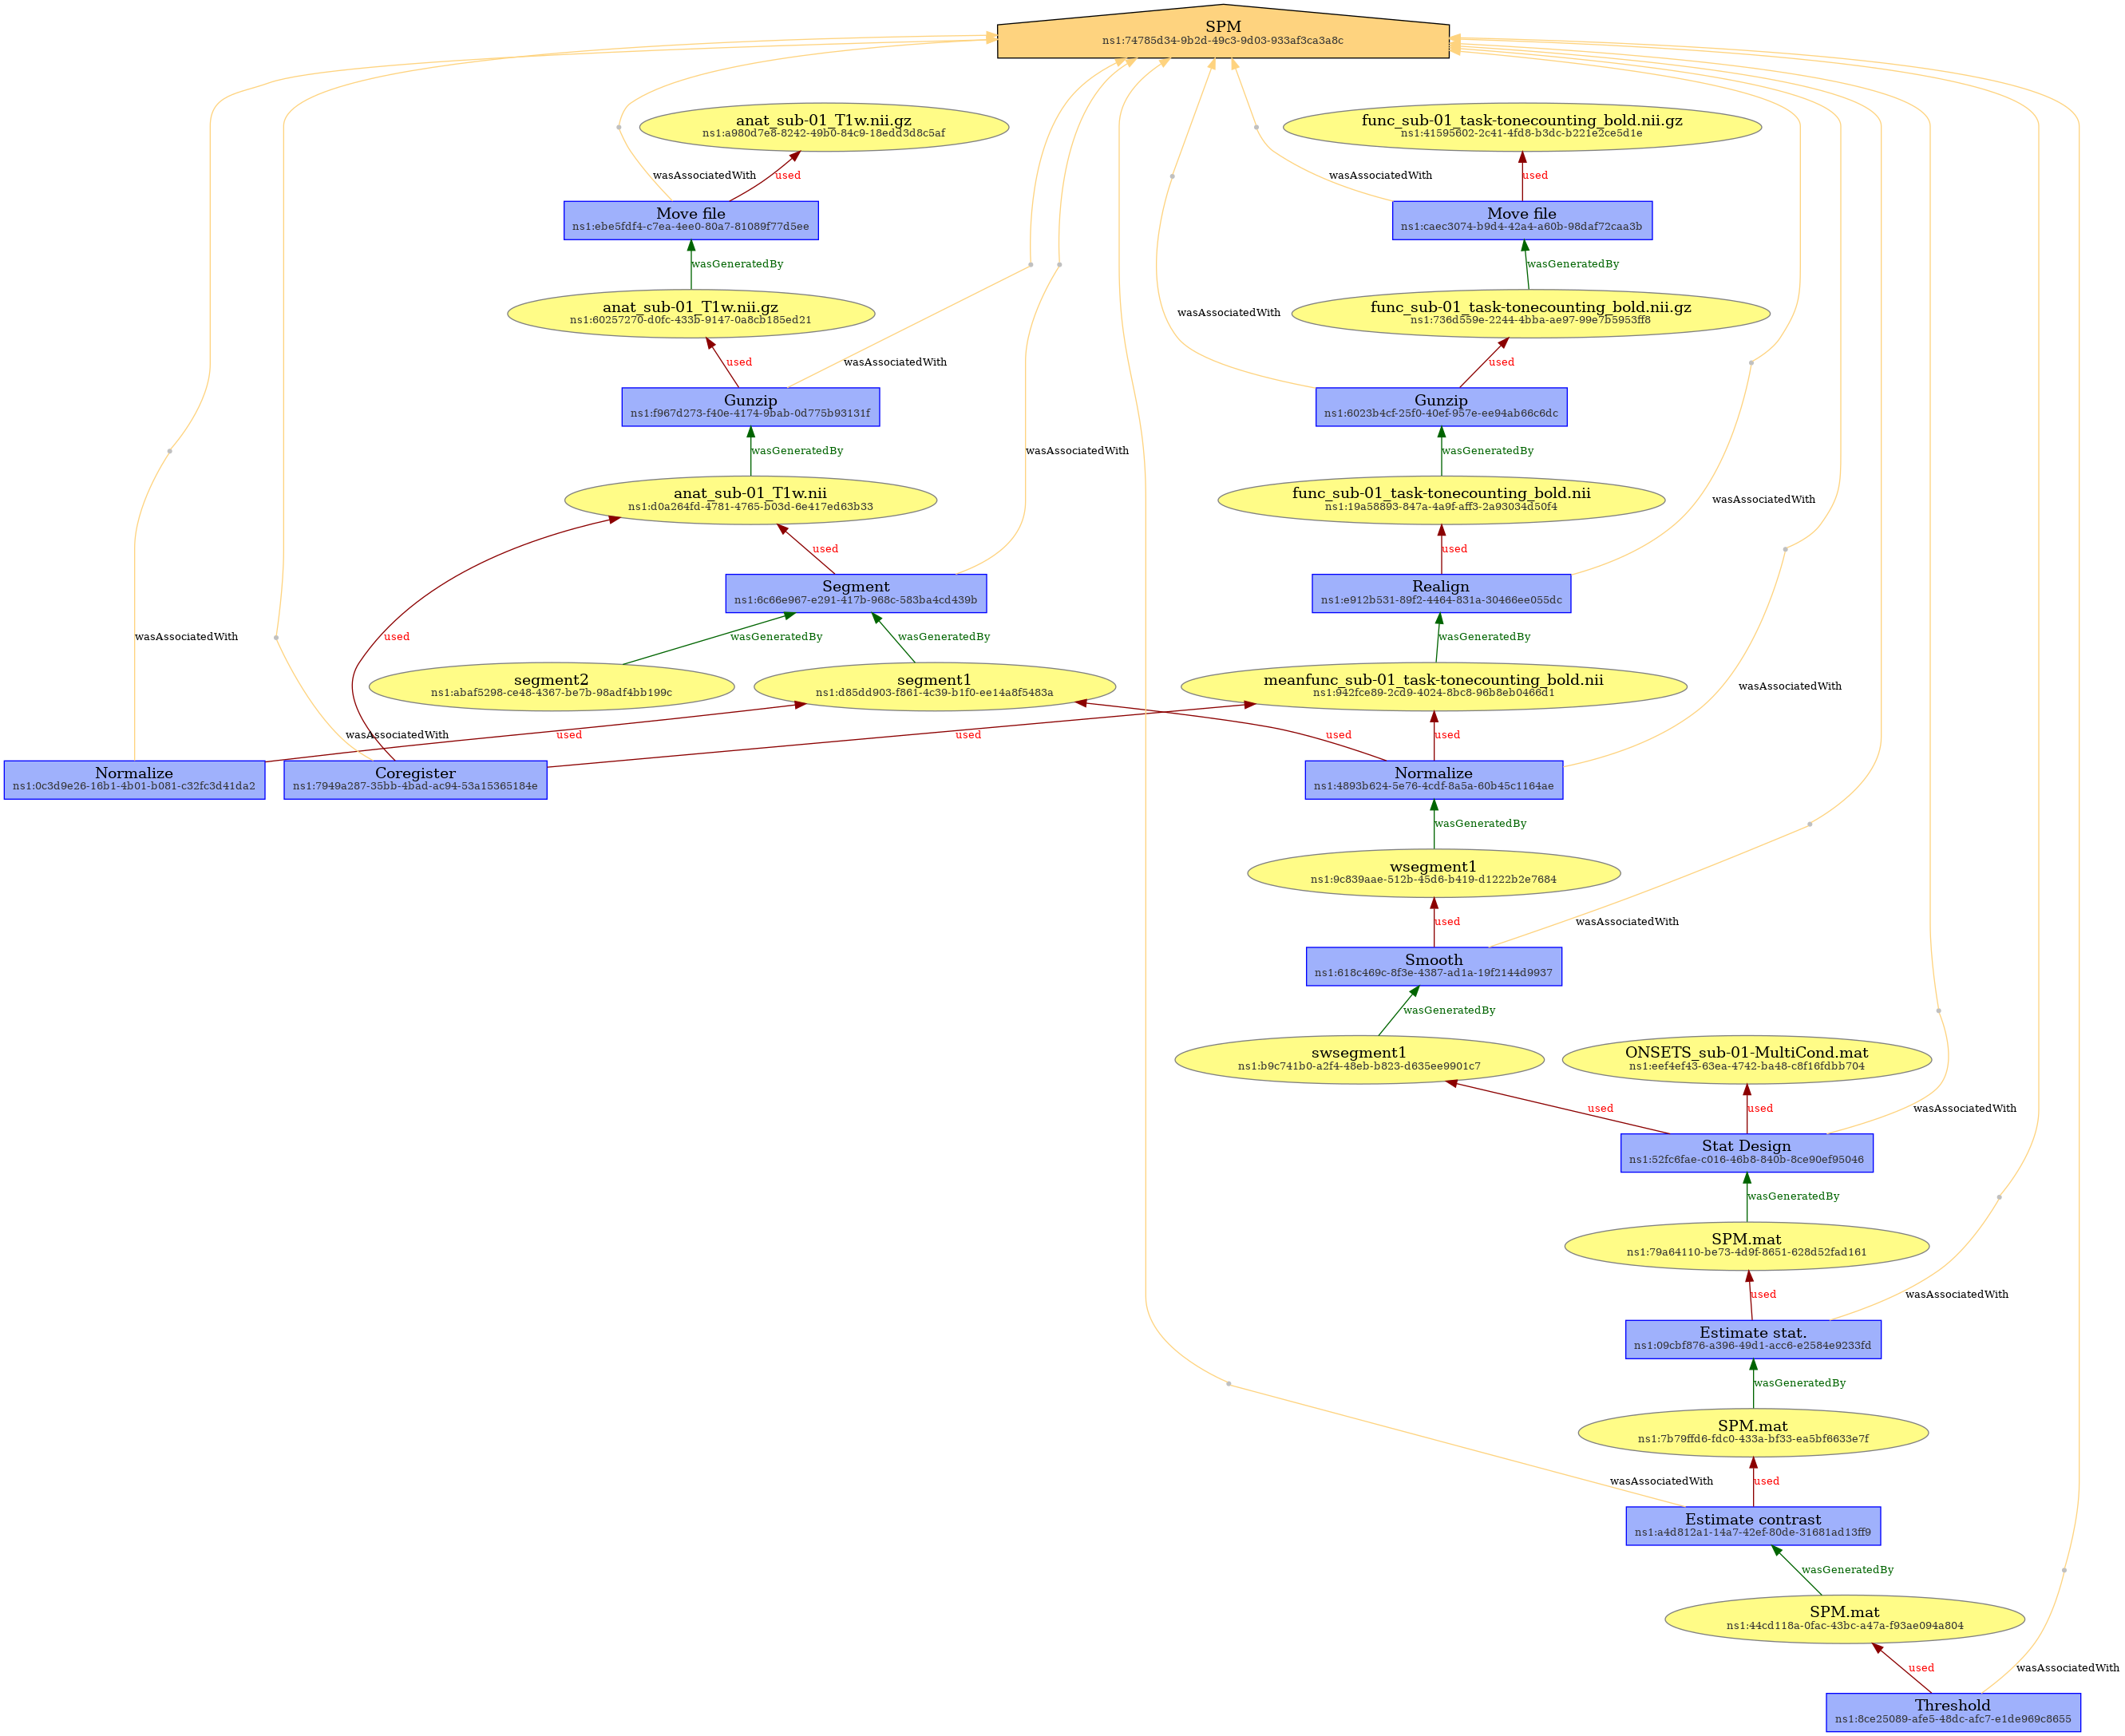 SPM
ns1:74785d34-9b2d-49c3-9d03-933af3ca3a8c
anat_sub-01_T1w.nii.gz
ns1:a980d7e8-8242-49b0-84c9-18edd3d8c5af
func_sub-01_task-tonecounting_bold.nii.gz
ns1:41595602-2c41-4fd8-b3dc-b221e2ce5d1e
wasAssociatedWith
used
wasAssociatedWith
used
Move file
ns1:ebe5fdf4-c7ea-4ee0-80a7-81089f77d5ee
Move file
ns1:caec3074-b9d4-42a4-a60b-98daf72caa3b
wasGeneratedBy
wasGeneratedBy
anat_sub-01_T1w.nii.gz
ns1:60257270-d0fc-433b-9147-0a8cb185ed21
wasAssociatedWith
func_sub-01_task-tonecounting_bold.nii.gz
ns1:736d559e-2244-4bba-ae97-99e7b5953ff8
used
wasAssociatedWith
used
Gunzip
ns1:f967d273-f40e-4174-9bab-0d775b93131f
Gunzip
ns1:6023b4cf-25f0-40ef-957e-ee94ab66c6dc
wasGeneratedBy
wasAssociatedWith
wasGeneratedBy
anat_sub-01_T1w.nii
ns1:d0a264fd-4781-4765-b03d-6e417ed63b33
func_sub-01_task-tonecounting_bold.nii
ns1:19a58893-847a-4a9f-aff3-2a93034d50f4
wasAssociatedWith
used
used
Segment
ns1:6c66e967-e291-417b-968c-583ba4cd439b
Realign
ns1:e912b531-89f2-4464-831a-30466ee055dc
wasAssociatedWith
used
wasGeneratedBy
wasGeneratedBy
wasGeneratedBy
segment2
ns1:abaf5298-ce48-4367-be7b-98adf4bb199c
segment1
ns1:d85dd903-f861-4c39-b1f0-ee14a8f5483a
meanfunc_sub-01_task-tonecounting_bold.nii
ns1:942fce89-2cd9-4024-8bc8-96b8eb0466d1
wasAssociatedWith
wasAssociatedWith
used
used
used
used
Normalize
ns1:0c3d9e26-16b1-4b01-b081-c32fc3d41da2
Coregister
ns1:7949a287-35bb-4bad-ac94-53a15365184e
Normalize
ns1:4893b624-5e76-4cdf-8a5a-60b45c1164ae
wasGeneratedBy
wsegment1
ns1:9c839aae-512b-45d6-b419-d1222b2e7684
used
wasAssociatedWith
Smooth
ns1:618c469c-8f3e-4387-ad1a-19f2144d9937
wasGeneratedBy
swsegment1
ns1:b9c741b0-a2f4-48eb-b823-d635ee9901c7
ONSETS_sub-01-MultiCond.mat
ns1:eef4ef43-63ea-4742-ba48-c8f16fdbb704
used
used
wasAssociatedWith
Stat Design
ns1:52fc6fae-c016-46b8-840b-8ce90ef95046
wasGeneratedBy
SPM.mat
ns1:79a64110-be73-4d9f-8651-628d52fad161
used
wasAssociatedWith
Estimate stat.
ns1:09cbf876-a396-49d1-acc6-e2584e9233fd
wasGeneratedBy
SPM.mat
ns1:7b79ffd6-fdc0-433a-bf33-ea5bf6633e7f
wasAssociatedWith
used
Estimate contrast
ns1:a4d812a1-14a7-42ef-80de-31681ad13ff9
wasGeneratedBy
SPM.mat
ns1:44cd118a-0fac-43bc-a47a-f93ae094a804
used
wasAssociatedWith
Threshold
ns1:8ce25089-afe5-48dc-afc7-e1de969c8655